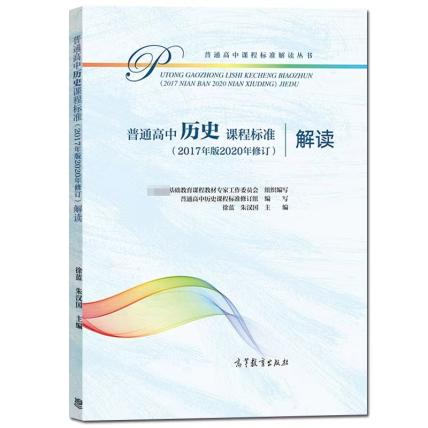 普通高中课程标准解读丛书
PUTONG GAOZHONG LISHI KECHENG BIAOZHUN
(2017 NIAN BAN 2020 NIAN XIUDING) JIEDU
普通高中 历史 课程标准
(2017年版2020年修订)
解读
基础教育课程教材专家工作委员会 组织编写
普通高中历史课程标准修订组 编 写
徐蓝 朱汉国 主 编
高等教育出版社
普通高中历史课程标准(2017年版2020年修订)解读
徐蓝 朱汉国 主编